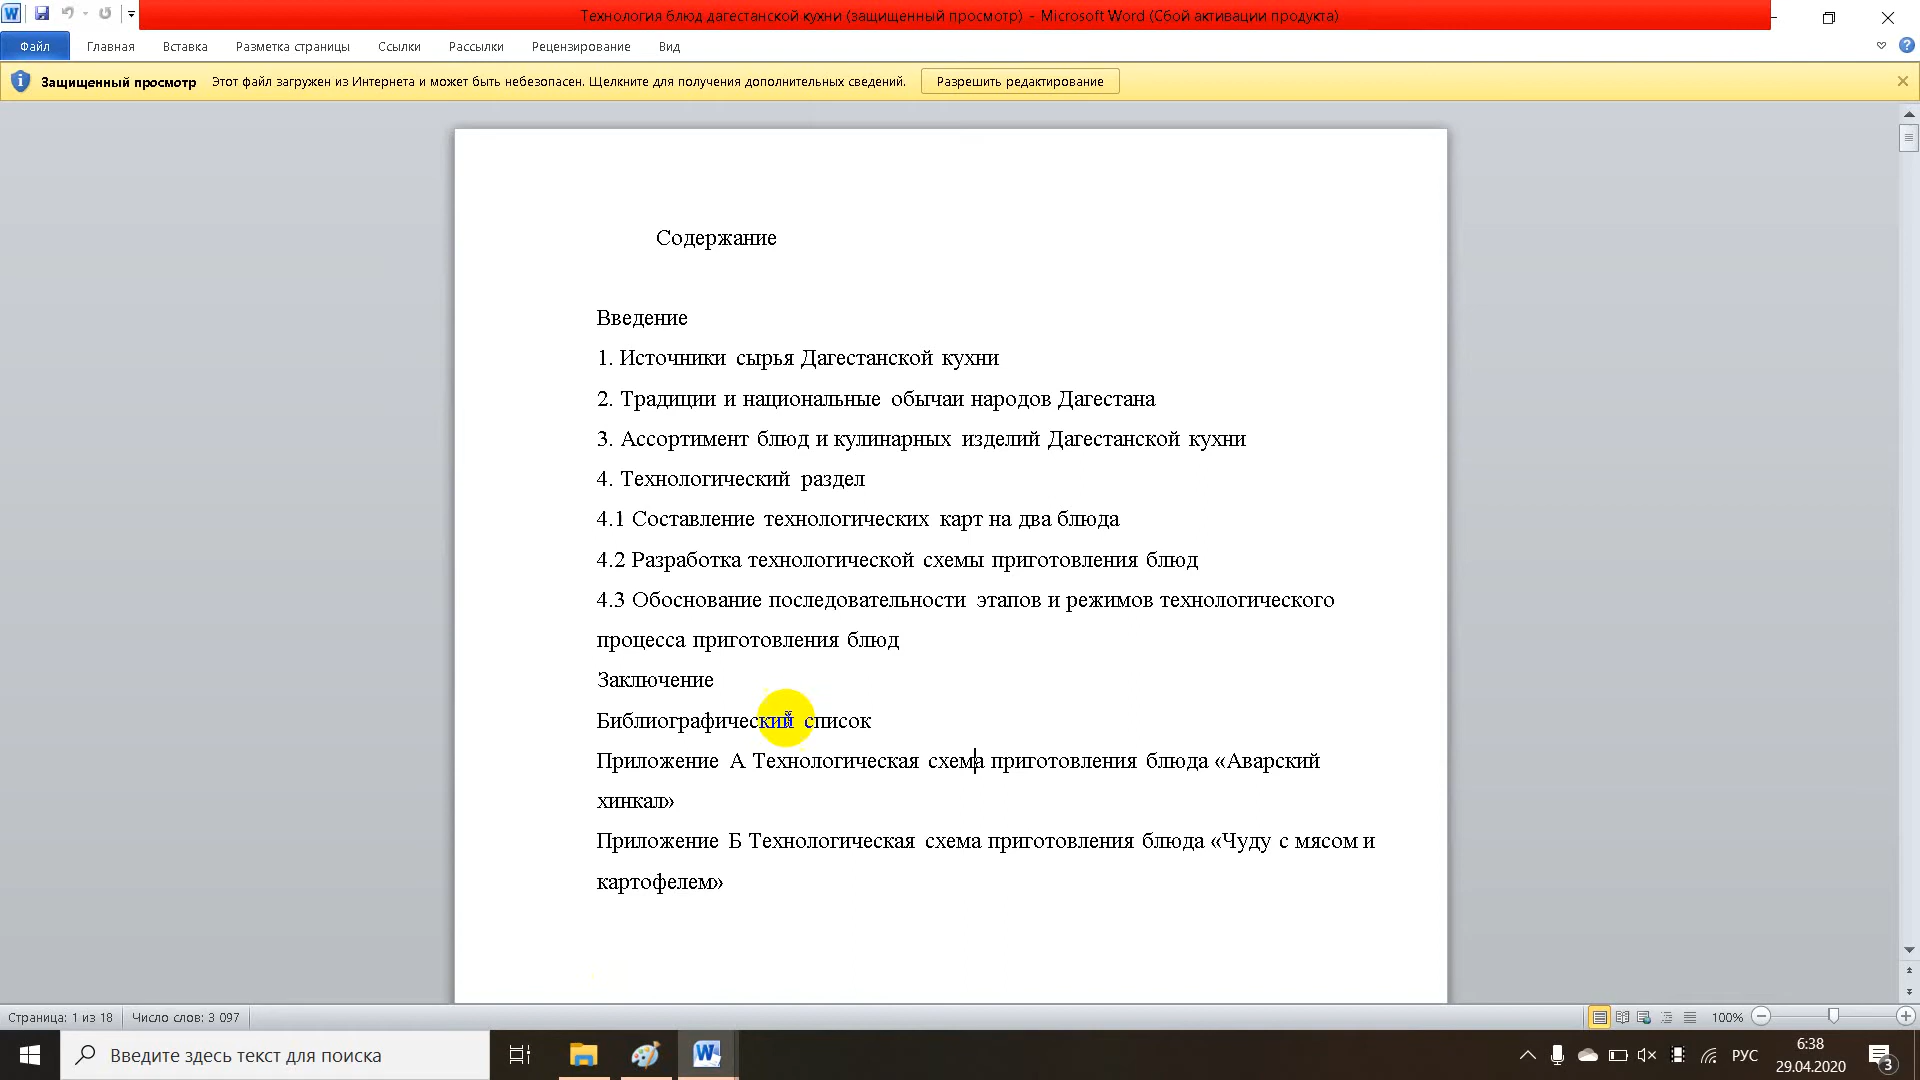 Технология блюд дагестанской кухни (защищенный просмотр) - Microsoft Word (Сбой активации продукта)
Файл Главная Вставка Разметка страницы Ссылки Рассылки Рецензирование Вид
Защищенный просмотр Этот файл загружен из Интернета и может быть небезопасен. Щелкните для получения дополнительных сведений. Разрешить редактирование
Содержание
Введение
1. Источники сырья Дагестанской кухни
2. Традиции и национальные обычаи народов Дагестана
3. Ассортимент блюд и кулинарных изделий Дагестанской кухни
4. Технологический раздел
4.1 Составление технологических карт на два блюда
4.2 Разработка технологической схемы приготовления блюд
4.3 Обоснование последовательности этапов и режимов технологического
процесса приготовления блюд
Заключение
Библиографический список
Приложение А Технологическая схема приготовления блюда «Аварский
хинкал»
Приложение Б Технологическая схема приготовления блюда «Чуду с мясом и
картофелем»
Страница: 1 из 18 Число слов: 3 097 100%
Введите здесь текст для поиска РУС 6:38
29.04.2020 3